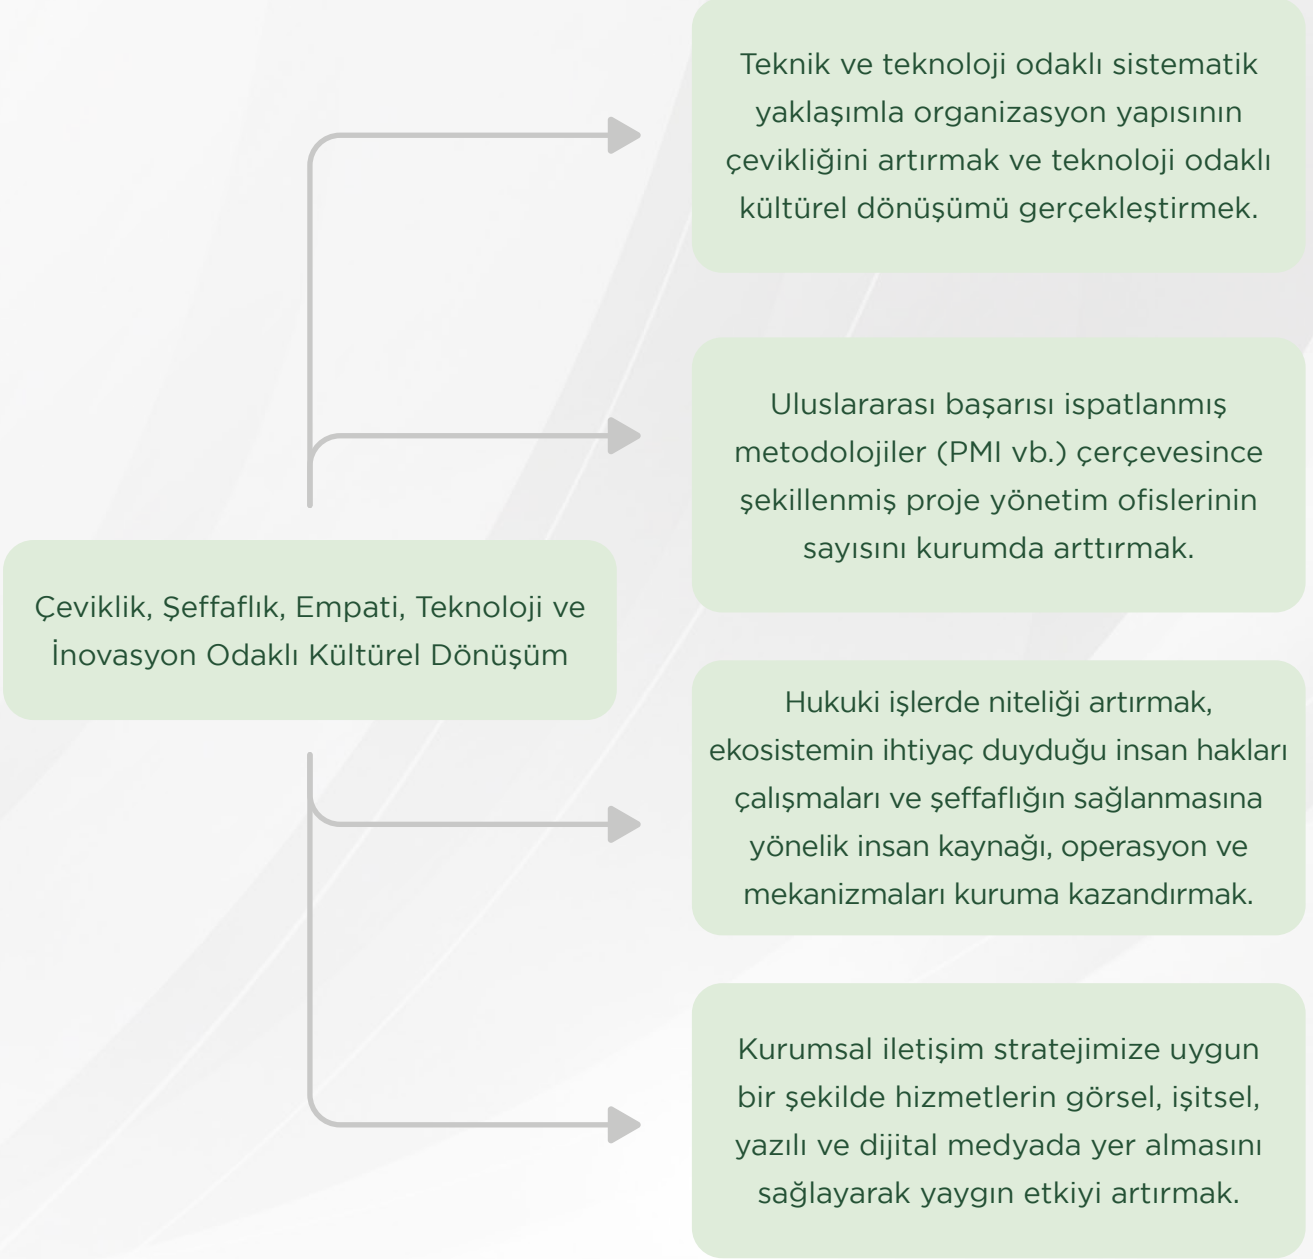 Teknik ve teknoloji odaklı sistematik
yaklaşımla organizasyon yapısının
çevikliğini artırmak ve teknoloji odaklı
kültürel dönüşümü gerçekleştirmek.
Uluslararası başarısı ispatlanmış
metodolojiler (PMI vb.) çerçevesince
şekillenmiş proje yönetim ofislerinin
sayısını kurumda arttırmak.
Çeviklik, Şeffaflık, Empati, Teknoloji ve
İnovasyon Odaklı Kültürel Dönüşüm
Hukuki işlerde niteliği artırmak,
ekosistemin ihtiyaç duyduğu insan hakları
çalışmaları ve şeffaflığın sağlanmasına
yönelik insan kaynağı, operasyon ve
mekanizmaları kuruma kazandırmak.
Kurumsal iletişim stratejimize uygun
bir şekilde hizmetlerin görsel, işitsel,
yazılı ve dijital medyada yer almasını
sağlayarak yaygın etkiyi artırmak.